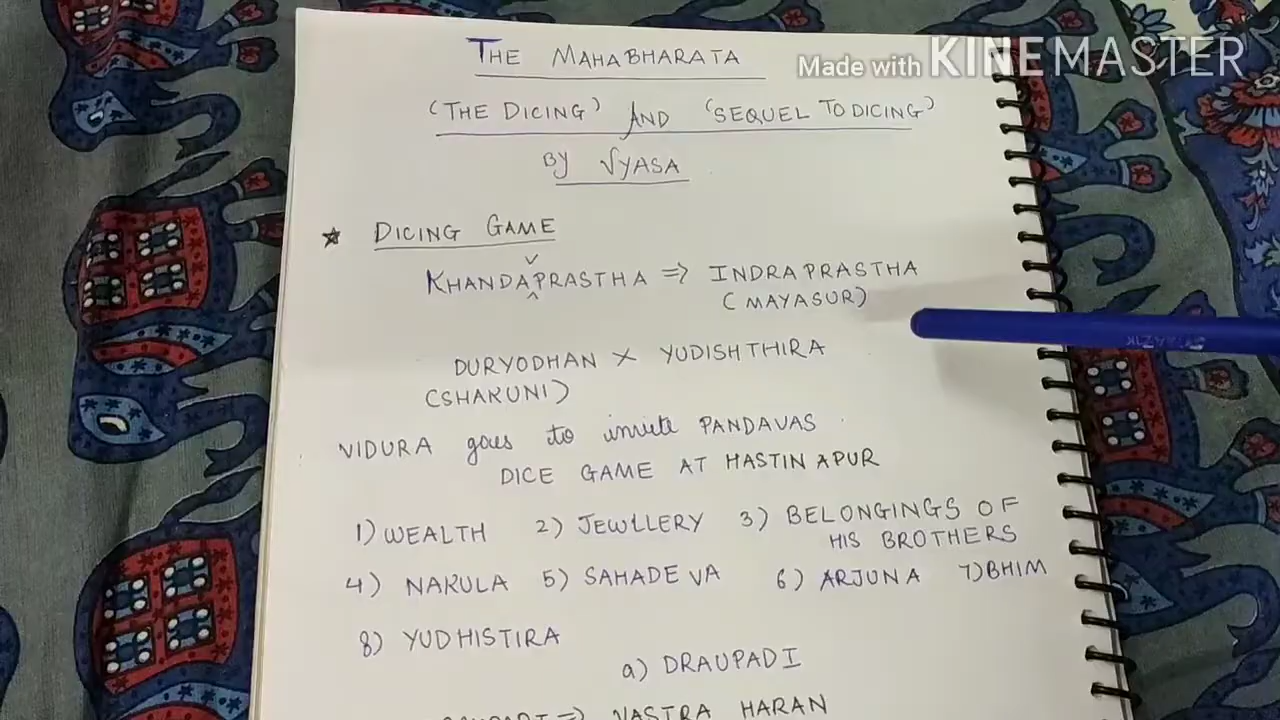 THE MAHABHARATA
Made with KINEMASTER
(THE DICING) AND (SEQUEL TO DICING)
BY VYASA
DICING GAME
KHANDAPRASTHA => INDRAPRASTHA
(MAYASUR)
DURYODHAN X YUDISHTHIRA
(SHAKUNI)
VIDURA goes to invite PANDAVAS
DICE GAME AT HASTINAPUR
1) WEALTH 2) JEWLLERY 3) BELONGINGS OF
HIS BROTHERS
4) NAKULA 5) SAHADEVA 6) ARJUNA 7) BHIM
8) YUDHISTIRA
a) DRAUPADI
=> VASTRA HARAN